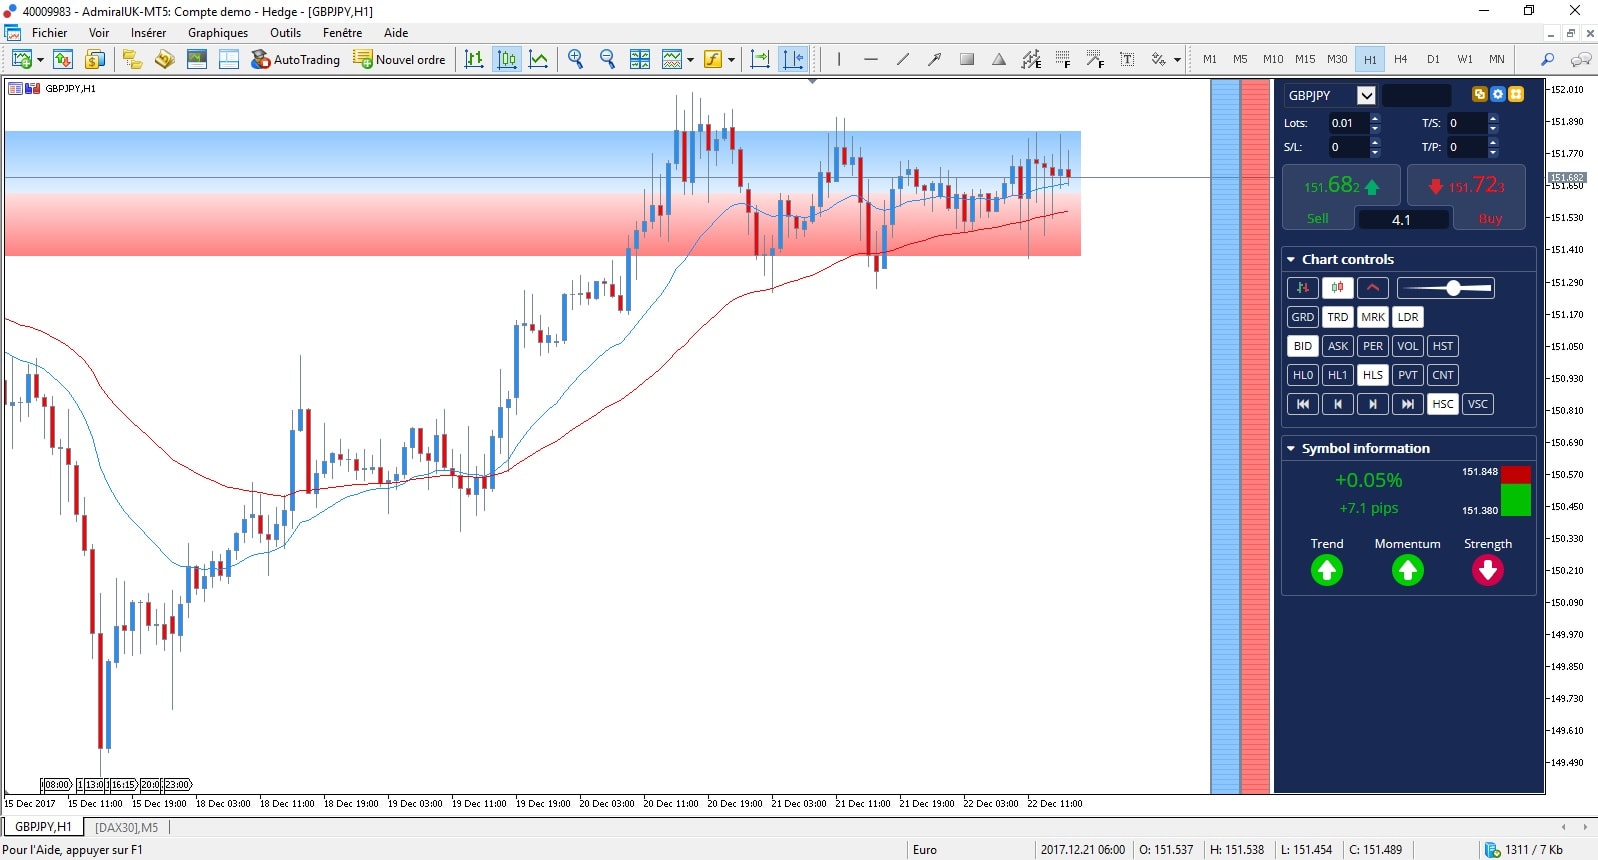 40009983 - AdmiralUK-MT5: Compte demo - Hedge - [GBPJPY,H1]
Fichier Voir Insérer Graphiques Outils Fenêtre Aide
AutoTrading Nouvel ordre M1 M5 M10 M15 M30 H1 H4 D1 W1 MN
GBPJPY,H1
GBPJPY
Lots: 0.01 T/S: 0
S/L: 0 T/P: 0
151.682 151.723
Sell 4.1 Buy
Chart controls
GRD TRD MRK LDR
BID ASK PER VOL HST
HL0 HL1 HLS PVT CNT
HSC VSC
Symbol information
+0.05%
+7.1 pips
151.848
151.380
Trend Momentum Strength
152.010
151.890
151.770
151.682
151.650
151.530
151.410
151.290
151.170
151.050
150.930
150.810
150.690
150.570
150.450
150.330
150.210
150.090
149.970
149.850
149.730
149.610
149.490
08:00 16:15 23:00
15 Dec 2017 15 Dec 11:00 15 Dec 19:00 18 Dec 03:00 18 Dec 11:00 18 Dec 19:00 19 Dec 03:00 19 Dec 11:00 19 Dec 19:00 20 Dec 03:00 20 Dec 11:00 20 Dec 19:00 21 Dec 03:00 21 Dec 11:00 21 Dec 19:00 22 Dec 03:00 22 Dec 11:00
GBPJPY,H1 [DAX30],M5
Pour l'Aide, appuyer sur F1 Euro 2017.12.21 06:00 O: 151.537 H: 151.538 L: 151.454 C: 151.489 1311 / 7 Kb